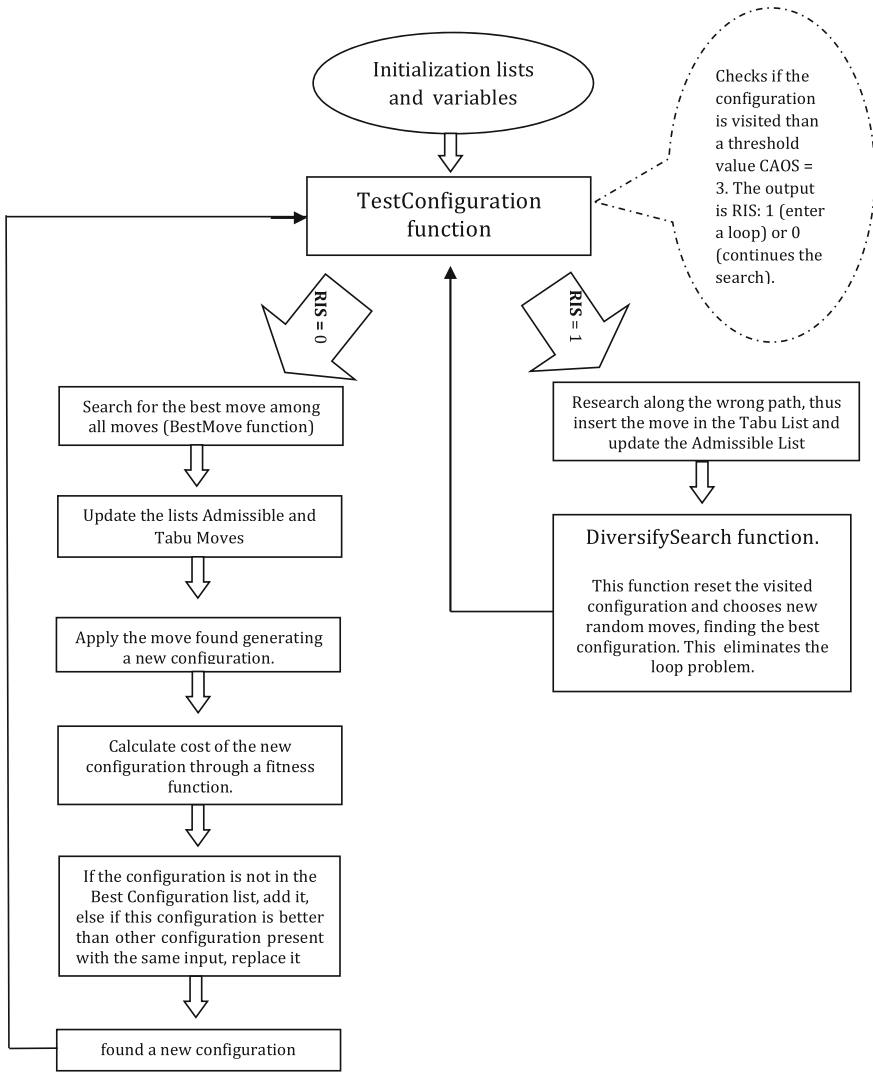 Initialization lists
and variables
Checks if the
configuration
is visited than
a threshold
value CAOS =
3. The output
is RIS: 1 (enter
a loop) or 0
(continues the
search).
TestConfiguration
function
RIS = 0
RIS = 1
Search for the best move among
all moves (BestMove function)
Update the lists Admissible and
Tabu Moves
Apply the move found generating
a new configuration.
Calculate cost of the new
configuration through a fitness
function.
If the configuration is not in the
Best Configuration list, add it,
else if this configuration is better
than other configuration present
with the same input, replace it
found a new configuration
Research along the wrong path, thus
insert the move in the Tabu List and
update the Admissible List
DiversifySearch function.
This function reset the visited
configuration and chooses new
random moves, finding the best
configuration. This eliminates the
loop problem.